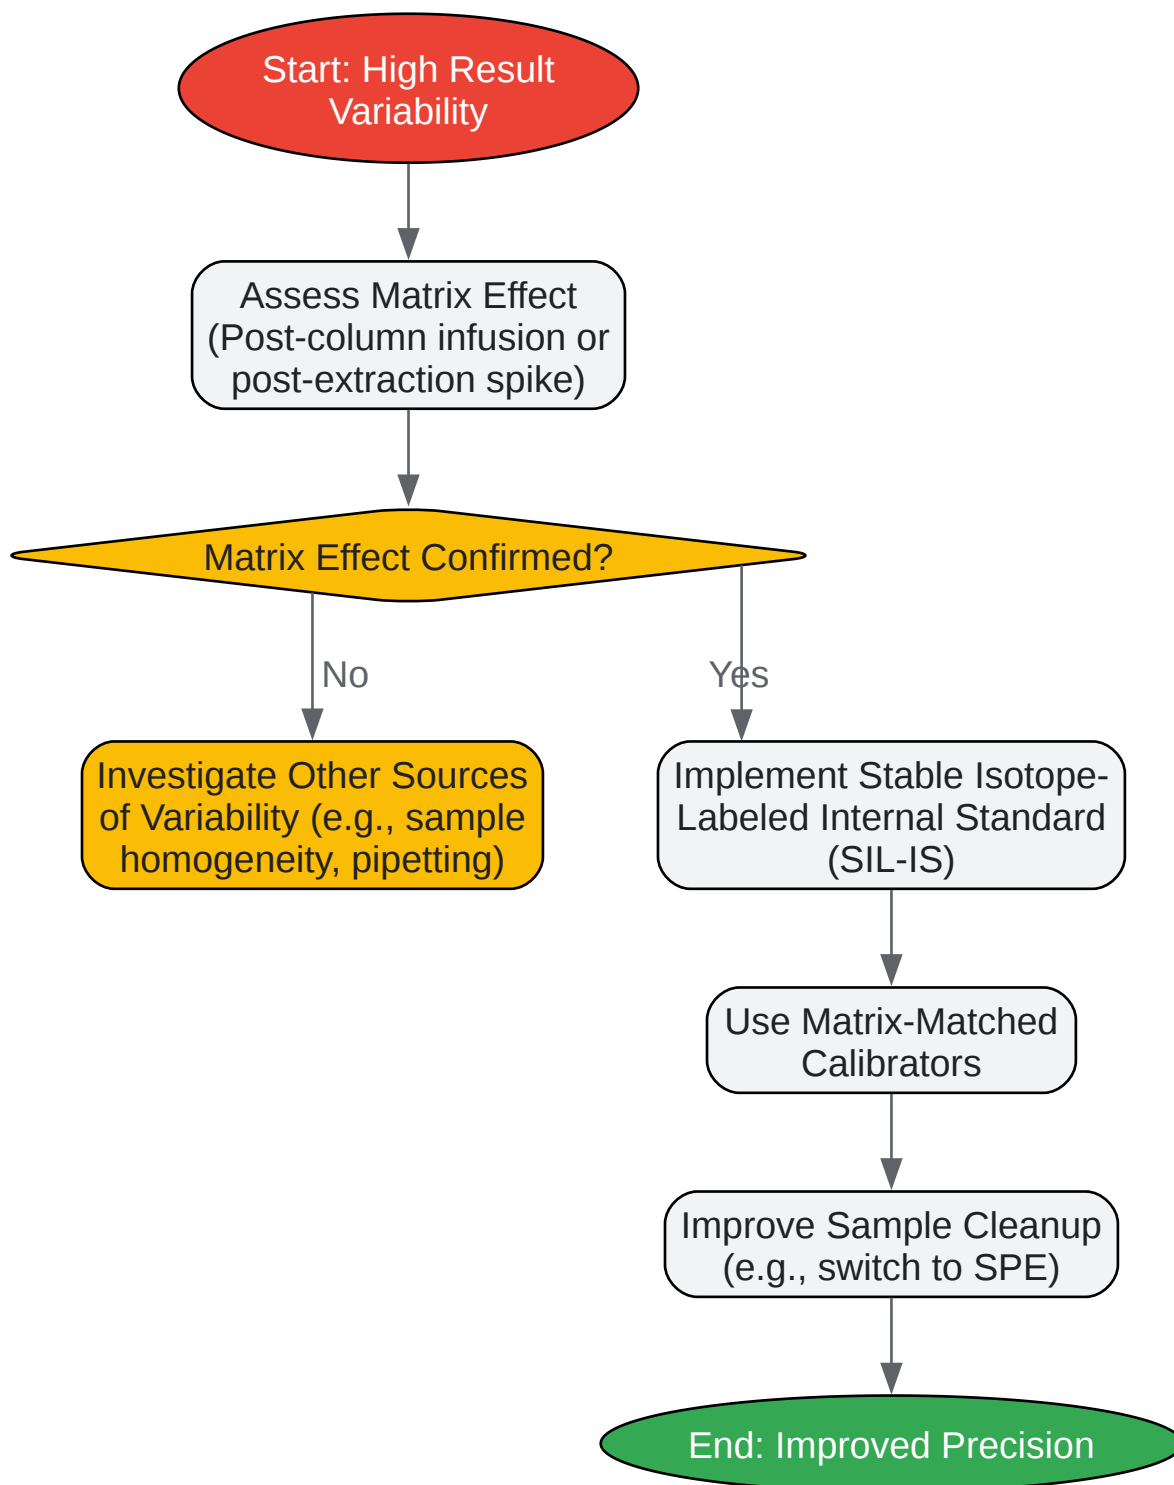 Start: High Result
Variability
Assess Matrix Effect
(Post-column infusion or
post-extraction spike)
Matrix Effect Confirmed?
No
Yes
Investigate Other Sources
of Variability (e.g., sample
homogeneity, pipetting)
Implement Stable Isotope-
Labeled Internal Standard
(SIL-IS)
Use Matrix-Matched
Calibrators
Improve Sample Cleanup
(e.g., switch to SPE)
End: Improved Precision